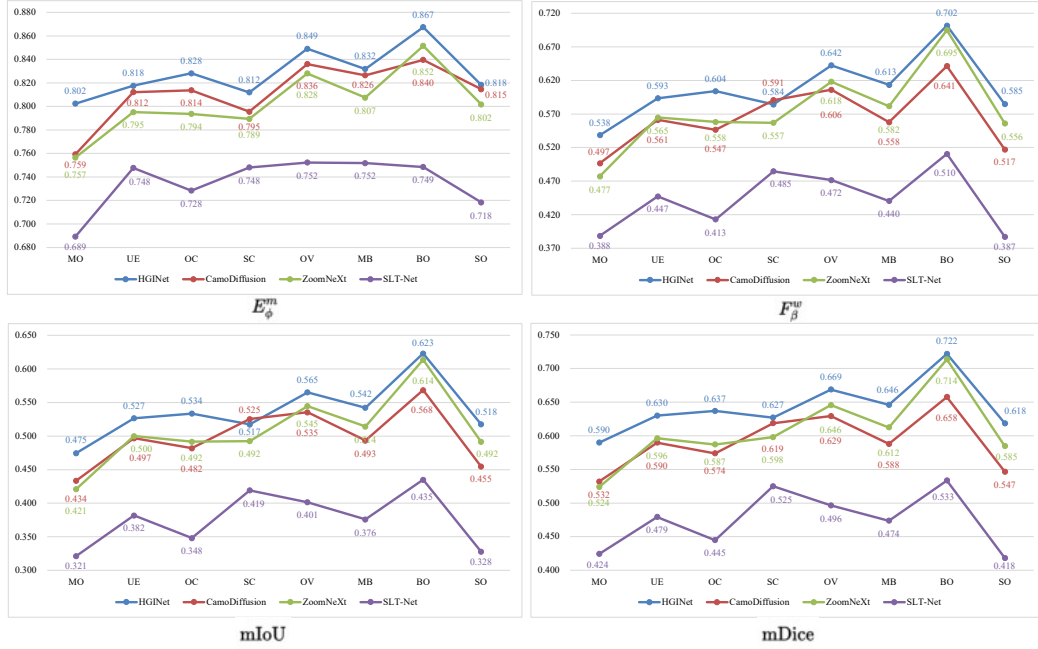 0.880
0.860
0.840
0.820
0.800
0.780
0.760
0.740
0.720
0.700
0.680
0.802 0.818 0.828 0.812 0.849 0.832 0.867 0.818
0.759 0.812 0.814 0.795 0.836 0.826 0.840 0.815
0.757 0.795 0.794 0.789 0.828 0.807 0.852 0.802
0.689 0.748 0.728 0.748 0.752 0.752 0.749 0.718
MO UE OC SC OV MB BO SO
HGINet CamoDiffusion ZoomNeXt SLT-Net
E_ϕ^m
0.720
0.670
0.620
0.570
0.520
0.470
0.420
0.370
0.538 0.593 0.604 0.584 0.642 0.613 0.702 0.585
0.497 0.561 0.547 0.591 0.606 0.558 0.641 0.517
0.477 0.565 0.558 0.557 0.618 0.582 0.695 0.556
0.388 0.447 0.413 0.485 0.472 0.440 0.510 0.387
MO UE OC SC OV MB BO SO
HGINet CamoDiffusion ZoomNeXt SLT-Net
F_β^w
0.650
0.600
0.550
0.500
0.450
0.400
0.350
0.300
0.475 0.527 0.534 0.517 0.565 0.542 0.623 0.518
0.434 0.497 0.482 0.525 0.535 0.493 0.568 0.455
0.421 0.500 0.492 0.492 0.545 0.614 0.492
0.321 0.382 0.348 0.419 0.401 0.376 0.435 0.328
MO UE OC SC OV MB BO SO
HGINet CamoDiffusion ZoomNeXt SLT-Net
mIoU
0.750
0.700
0.650
0.600
0.550
0.500
0.450
0.400
0.590 0.630 0.637 0.627 0.669 0.646 0.722 0.618
0.532 0.590 0.574 0.619 0.629 0.588 0.658 0.547
0.524 0.596 0.587 0.598 0.646 0.612 0.714 0.585
0.424 0.479 0.445 0.525 0.496 0.474 0.533 0.418
MO UE OC SC OV MB BO SO
HGINet CamoDiffusion ZoomNeXt SLT-Net
mDice